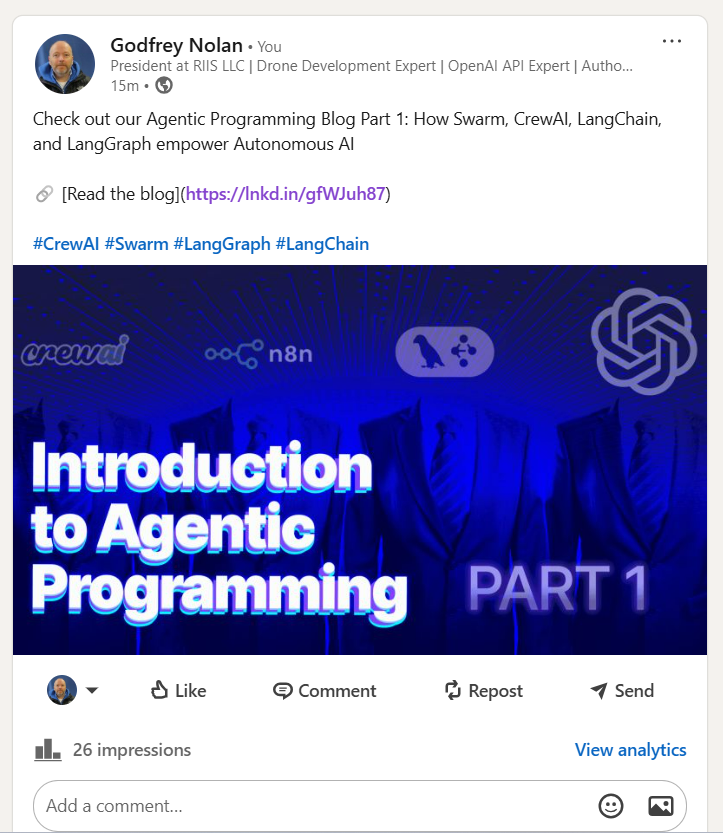 Godfrey Nolan • You
President at RIIS LLC | Drone Development Expert | OpenAI API Expert | Autho...
15m •
Check out our Agentic Programming Blog Part 1: How Swarm, CrewAI, LangChain,
and LangGraph empower Autonomous AI
[Read the blog](https://lnkd.in/gfWJuh87)
#CrewAI #Swarm #LangGraph #LangChain
crewai
n8n
Introduction
to Agentic
Programming
PART 1
Like
Comment
Repost
Send
26 impressions
View analytics
Add a comment...